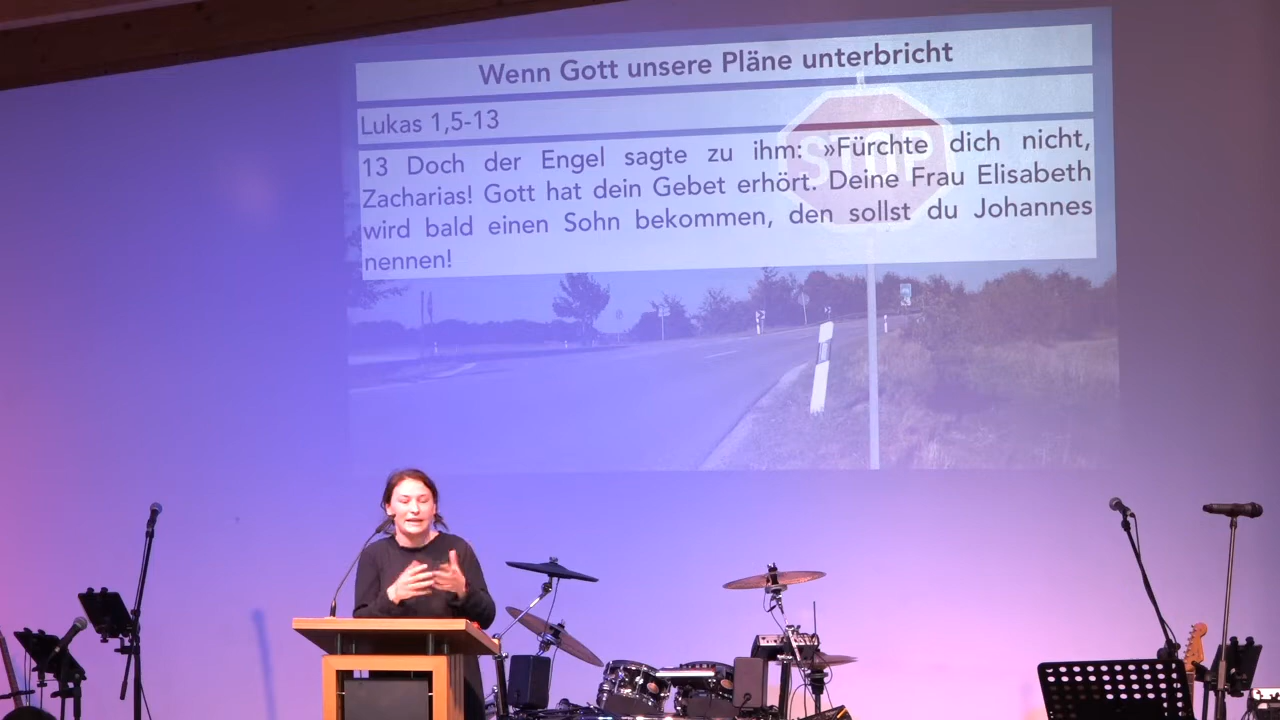 Wenn Gott unsere Pläne unterbricht
Lukas 1,5-13
13 Doch der Engel sagte zu ihm: »Fürchte dich nicht,
Zacharias! Gott hat dein Gebet erhört. Deine Frau Elisabeth
wird bald einen Sohn bekommen, den sollst du Johannes
nennen!
STOP